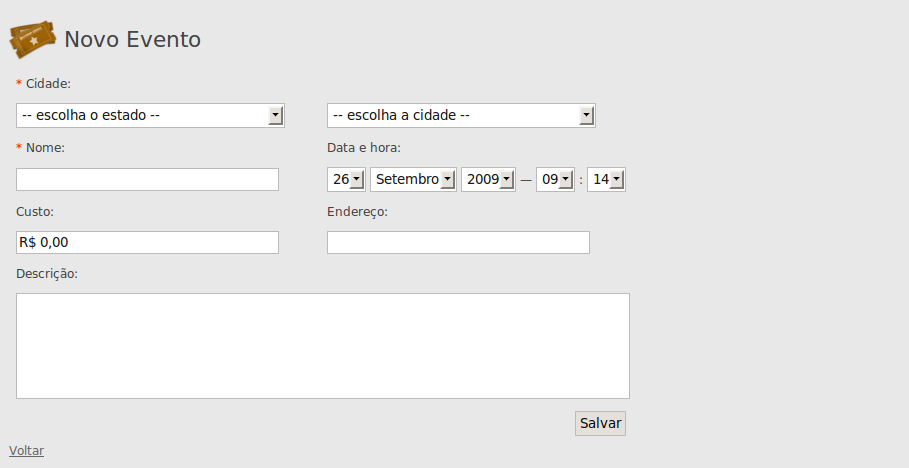 Novo Evento
* Cidade:
-- escolha o estado -- -- escolha a cidade --
* Nome: Data e hora:
26 Setembro 2009 — 09 : 14
Custo: Endereço:
R$ 0,00
Descrição:
Salvar
Voltar